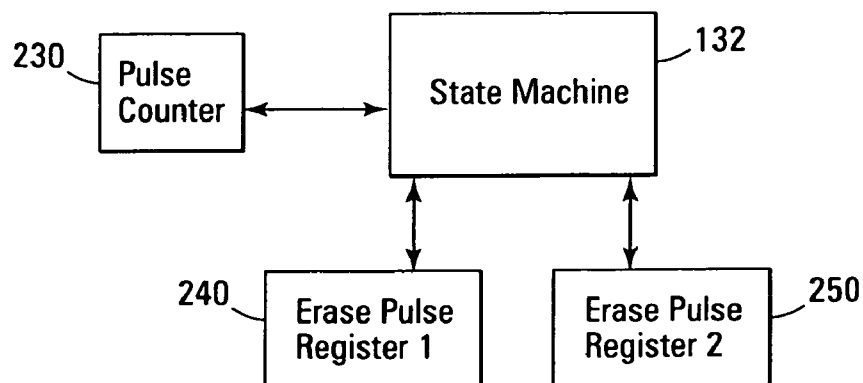 230
Pulse
Counter
State Machine
132
240
Erase Pulse
Register 1
Erase Pulse
Register 2
250